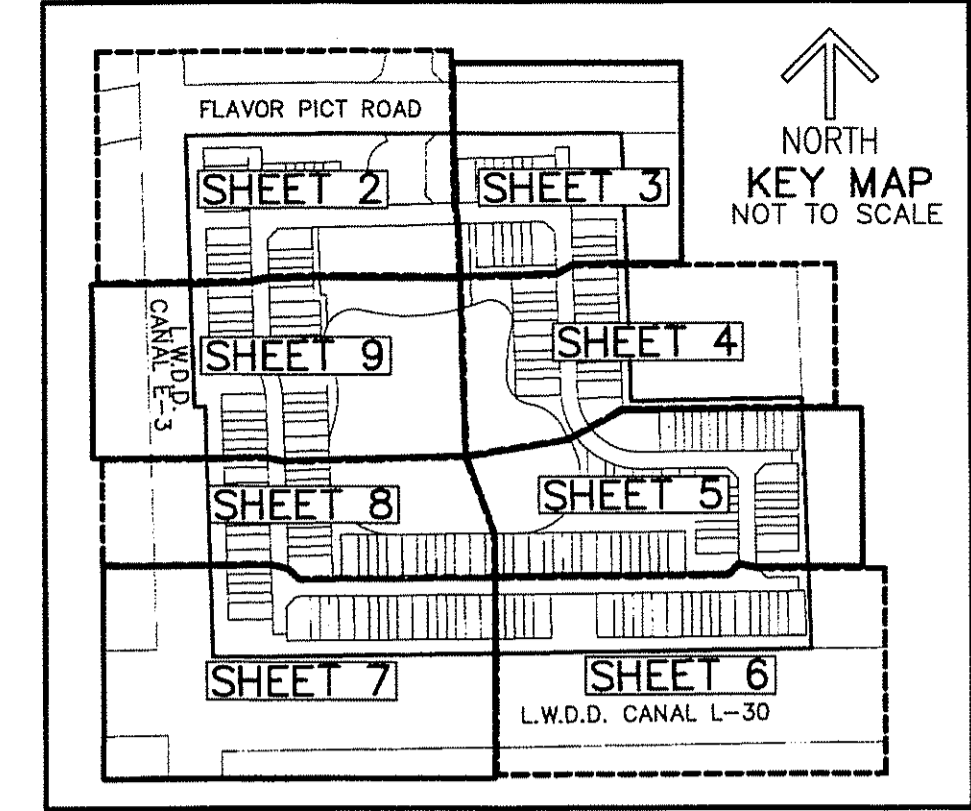 FLAVOR PICT ROAD
NORTH
KEY MAP
NOT TO SCALE
SHEET 2
SHEET 3
L.W.D.D.
CANAL E-3
SHEET 9
SHEET 4
SHEET 8
SHEET 5
SHEET 7
SHEET 6
L.W.D.D. CANAL L-30